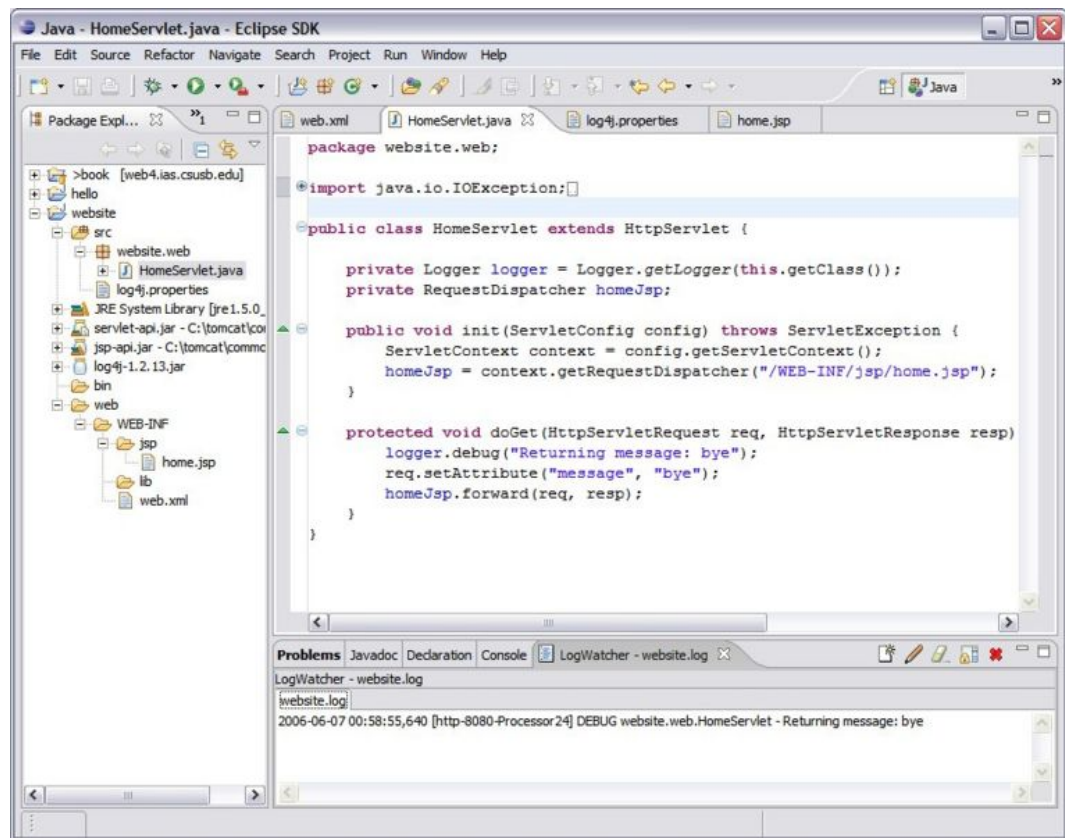 Java - HomeServlet.java - Eclipse SDK
File Edit Source Refactor Navigate Search Project Run Window Help
Java
Package Expl...
1
>book [web4.ias.csusb.edu]
hello
website
src
website.web
HomeServlet.java
log4j.properties
JRE System Library [jre1.5.0_
servlet-api.jar - C:\tomcat\co
jsp-api.jar - C:\tomcat\commc
log4j-1.2.13.jar
bin
web
WEB-INF
jsp
home.jsp
lib
web.xml
web.xml HomeServlet.java log4j.properties home.jsp
package website.web;
import java.io.IOException;
public class HomeServlet extends HttpServlet {
private Logger logger = Logger.getLogger(this.getClass());
private RequestDispatcher homeJsp;
public void init(ServletConfig config) throws ServletException {
ServletContext context = config.getServletContext();
homeJsp = context.getRequestDispatcher("/WEB-INF/jsp/home.jsp");
}
protected void doGet(HttpServletRequest req, HttpServletResponse resp)
logger.debug("Returning message: bye");
req.setAttribute("message", "bye");
homeJsp.forward(req, resp);
}
}
Problems Javadoc Declaration Console LogWatcher - website.log
LogWatcher - website.log
website.log
2006-06-07 00:58:55,640 [http-8080-Processor24] DEBUG website.web.HomeServlet - Returning message: bye